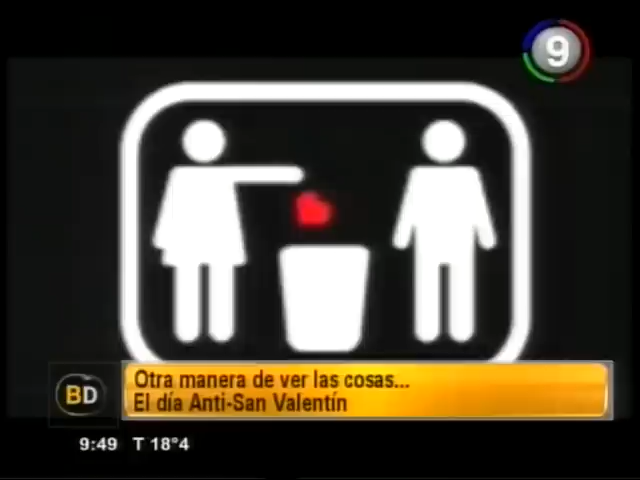 9
Otra manera de ver las cosas...
BD
El día Anti-San Valentín
9:49 T 18°4